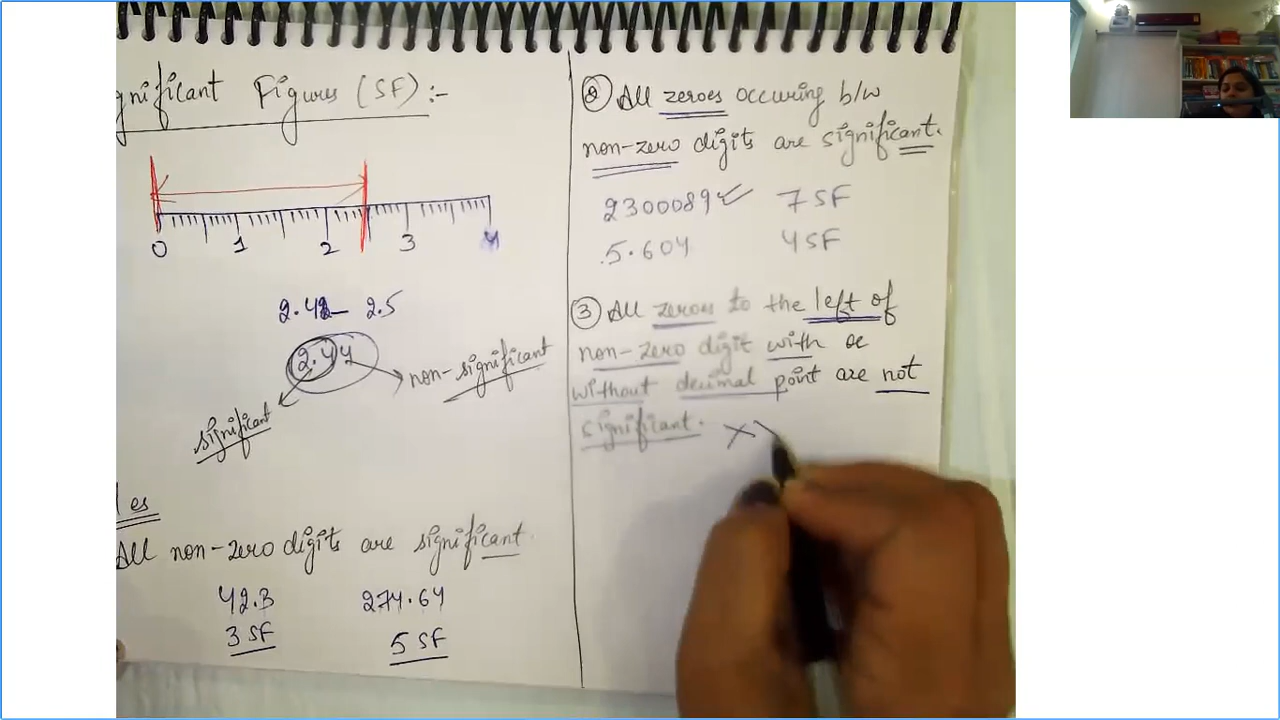 gnificant Figures (SF) :-
0 1 2 3 4
2.42 - 2.5
2.44
non-significant
significant
les
All non-zero digits are significant.
42.3 274.64
3 SF 5 SF
② All zeroes occuring b/w
non-zero digits are significant.
2300089 ✓ 7 SF
5.604 4 SF
③ All zeroes to the left of
non-zero digit with or
without decimal point are not
significant.